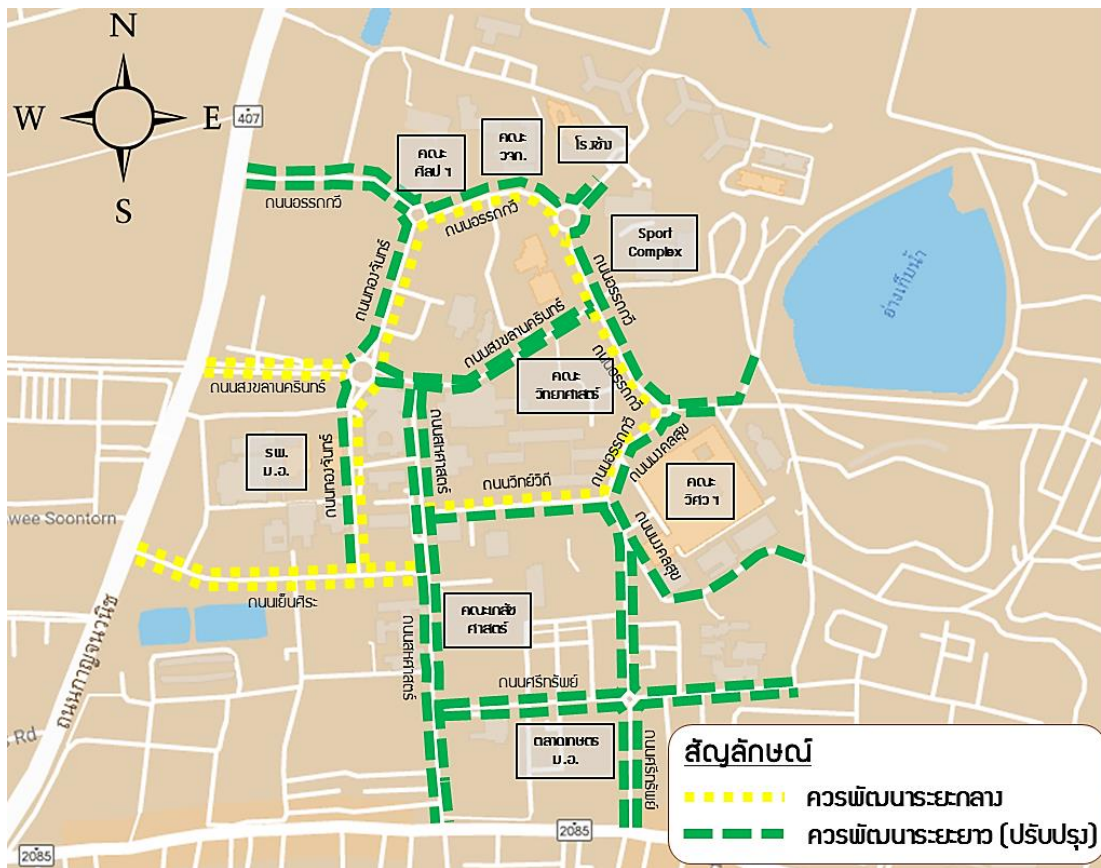 N
W
E
S
407
คณะ
ศิลป ฯ
คณะ
วจก.
โรงช้าง
ถนนอรรถกวี
ถนนอรรถกวี
Sport
Complex
ถนนทองจันทร์
ถนนอรรถกวี
ถนนสงขลานครินทร์
อ่างเก็บน้ำ
ถนนสงขลานครินทร์
คณะ
วิทยาศาสตร์
ถนนอรรถกวี
รพ.
ม.อ.
ถนนทองจันทร์
ถนนสหศาสตร์
ถนนวิทย์วิถี
ถนนอรรถกวี
ถนนมงคลสุข
คณะ
วิศว ฯ
wee Soontorn
ถนนมงคลสุข
ถนนเย็นศิระ
คณะเภสัช
ศาสตร์
ถนนสหศาสตร์
ถนนกาญจนวนิช
ถนนศรีทรัพย์
s Rd
ตลาดเกษตร
ม.อ.
ถนนศรีทรัพย์
สัญลักษณ์
ควรพัฒนาระยะกลาง
ควรพัฒนาระยะยาว (ปรับปรุง)
2085
2085